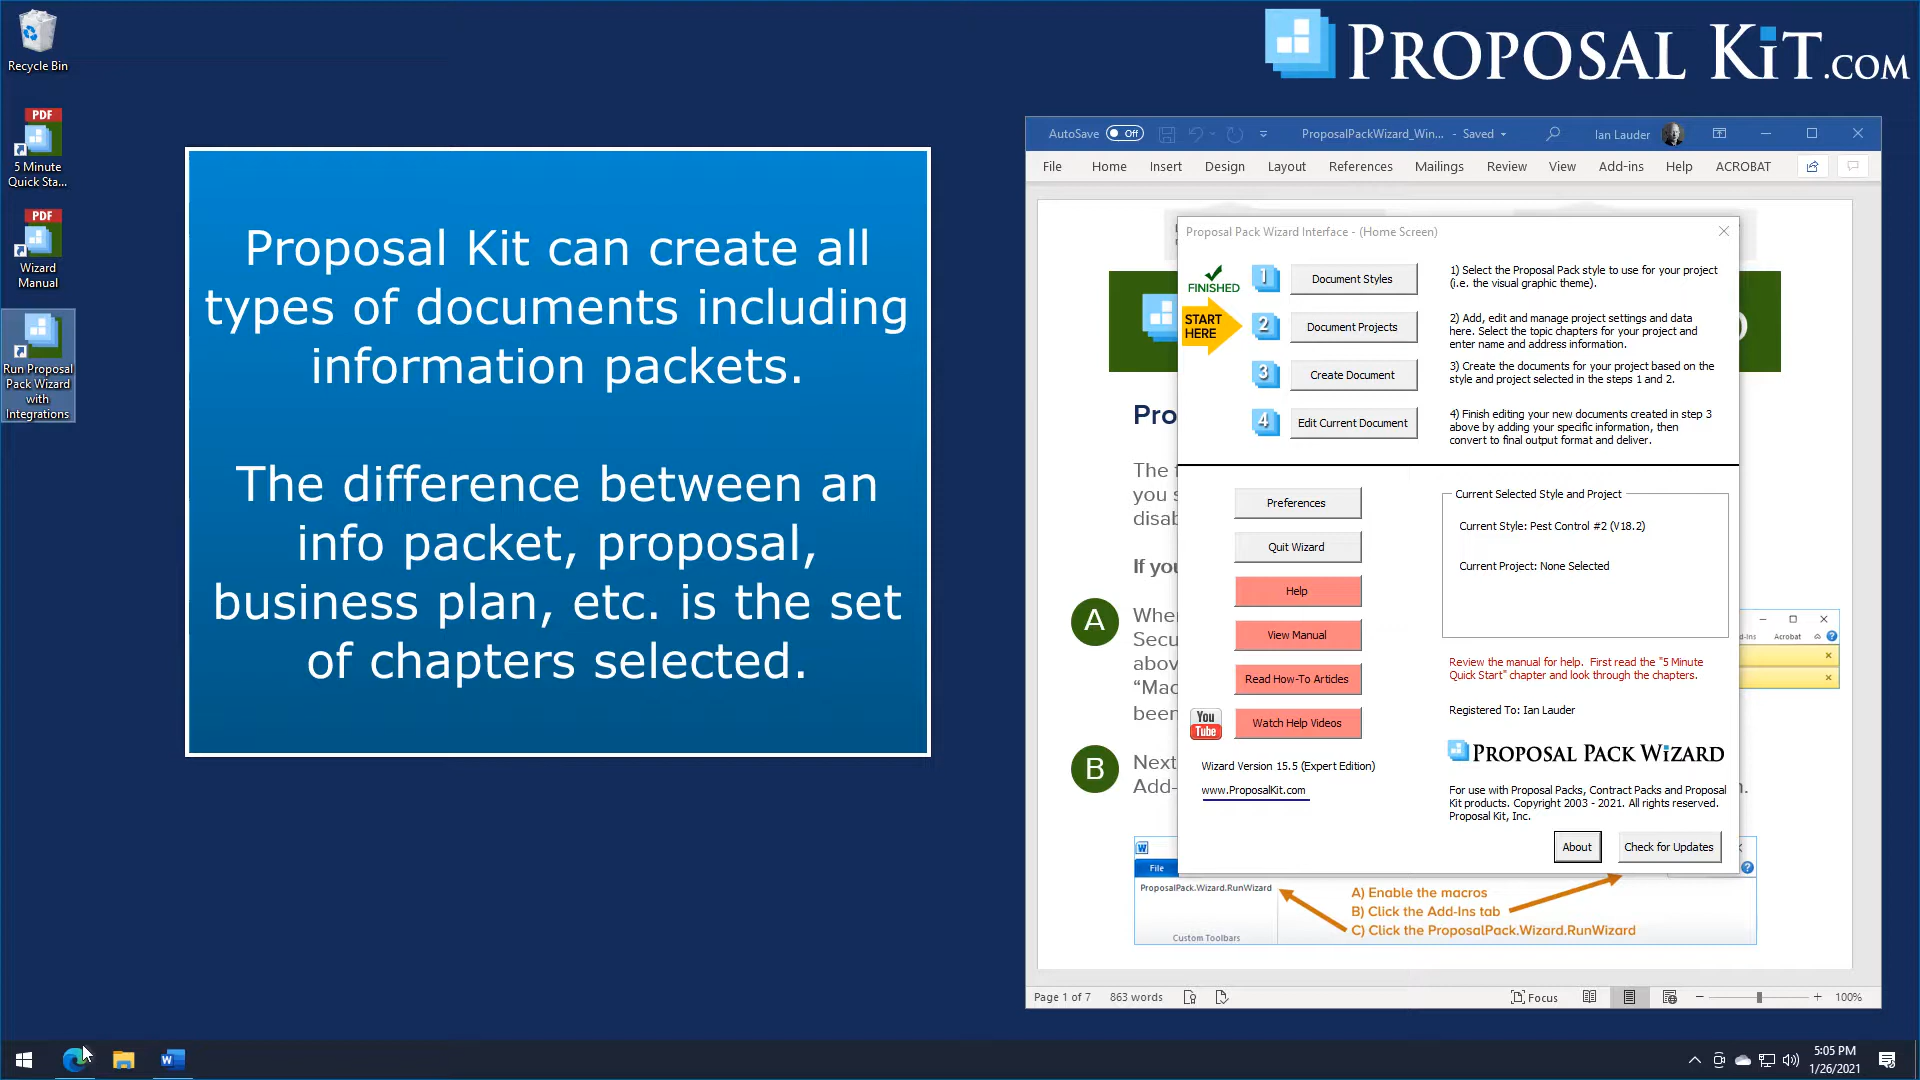 Recycle Bin
PDF
5 Minute
Quick Sta...
PDF
Wizard
Manual
Run Proposal
Pack Wizard
with
Integrations
PROPOSAL KIT.COM
Proposal Kit can create all
types of documents including
information packets.
The difference between an
info packet, proposal,
business plan, etc. is the set
of chapters selected.
AutoSave Off ProposalPackWizard_Win... - Saved Ian Lauder
File Home Insert Design Layout References Mailings Review View Add-ins Help ACROBAT
Proposal Pack Wizard Interface - (Home Screen)
FINISHED
1
Document Styles
1) Select the Proposal Pack style to use for your project
(i.e. the visual graphic theme).
START
HERE
2
Document Projects
2) Add, edit and manage project settings and data
here. Select the topic chapters for your project and
enter name and address information.
3
Create Document
3) Create the documents for your project based on the
style and project selected in the steps 1 and 2.
4
Edit Current Document
4) Finish editing your new documents created in step 3
above by adding your specific information, then
convert to final output format and deliver.
Preferences
Quit Wizard
Help
View Manual
Read How-To Articles
You
Tube
Watch Help Videos
Wizard Version 15.5 (Expert Edition)
www.ProposalKit.com
Current Selected Style and Project
Current Style: Pest Control #2 (V18.2)
Current Project: None Selected
Review the manual for help. First read the "5 Minute
Quick Start" chapter and look through the chapters.
Registered To: Ian Lauder
PROPOSAL PACK WIZARD
For use with Proposal Packs, Contract Packs and Proposal
Kit products. Copyright 2003 - 2021. All rights reserved.
Proposal Kit, Inc.
About
Check for Updates
Pro
The
you s
disab
If you
A
When
Secu
abov
“Mac
been
B
Next
Add-
Acrobat
File
ProposalPack.Wizard.RunWizard
Custom Toolbars
A) Enable the macros
B) Click the Add-Ins tab
C) Click the ProposalPack.Wizard.RunWizard
Page 1 of 7 863 words Focus 100%
5:05 PM
1/26/2021